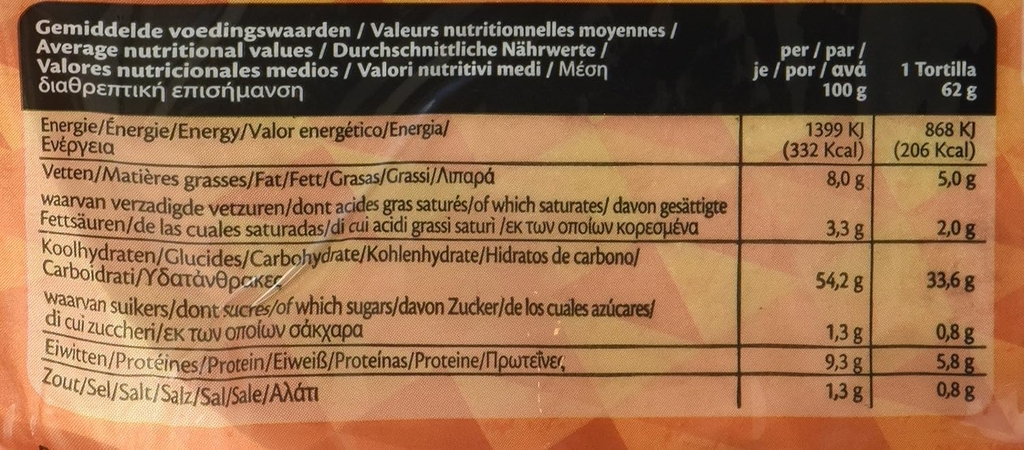 Gemiddelde voedingswaarden / Valeurs nutritionnelles moyennes /
Average nutritional values / Durchschnittliche Nährwerte /
Valores nutricionales medios / Valori nutritivi medi / Μέση
διαθρεπτική επισήμανση
per / par /
je / por / ανά
100 g
1 Tortilla
62 g
Energie/Énergie/Energy/Valor energético/Energia/
Ενέργεια
1399 KJ
(332 Kcal)
868 KJ
(206 Kcal)
Vetten/Matières grasses/Fat/Fett/Grasas/Grassi/Λιπαρά 8,0 g 5,0 g
waarvan verzadigde vetzuren/dont acides gras saturés/of which saturates/ davon gesättigte
Fettsäuren/de las cuales saturadas/di cui acidi grassi saturi /εκ των οποίων κορεσμένα 3,3 g 2,0 g
Koolhydraten/Glucides/Carbohydrate/Kohlenhydrate/Hidratos de carbono/
Carboidrati/Υδατάνθρακες 54,2 g 33,6 g
waarvan suikers/dont sucres/of which sugars/davon Zucker/de los cuales azúcares/
di cui zuccheri/εκ των οποίων σάκχαρα 1,3 g 0,8 g
Eiwitten/Protéines/Protein/Eiweiß/Proteínas/Proteine/Πρωτεΐνες 9,3 g 5,8 g
Zout/Sel/Salt/Salz/Sal/Sale/Αλάτι 1,3 g 0,8 g